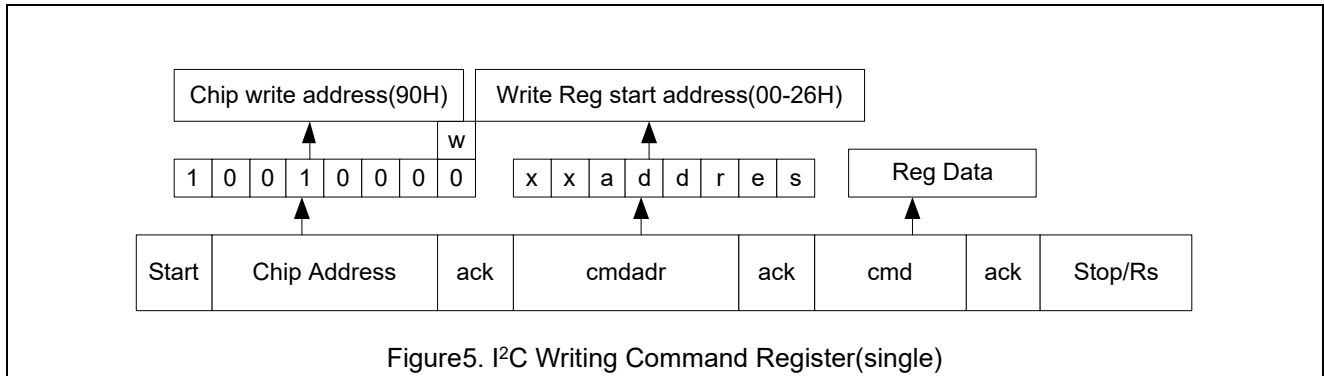 Chip write address(90H) Write Reg start address(00-26H)
w
1 0 0 1 0 0 0 0 x x a d d r e s Reg Data
Start Chip Address ack cmdadr ack cmd ack Stop/Rs
Figure5. I²C Writing Command Register(single)